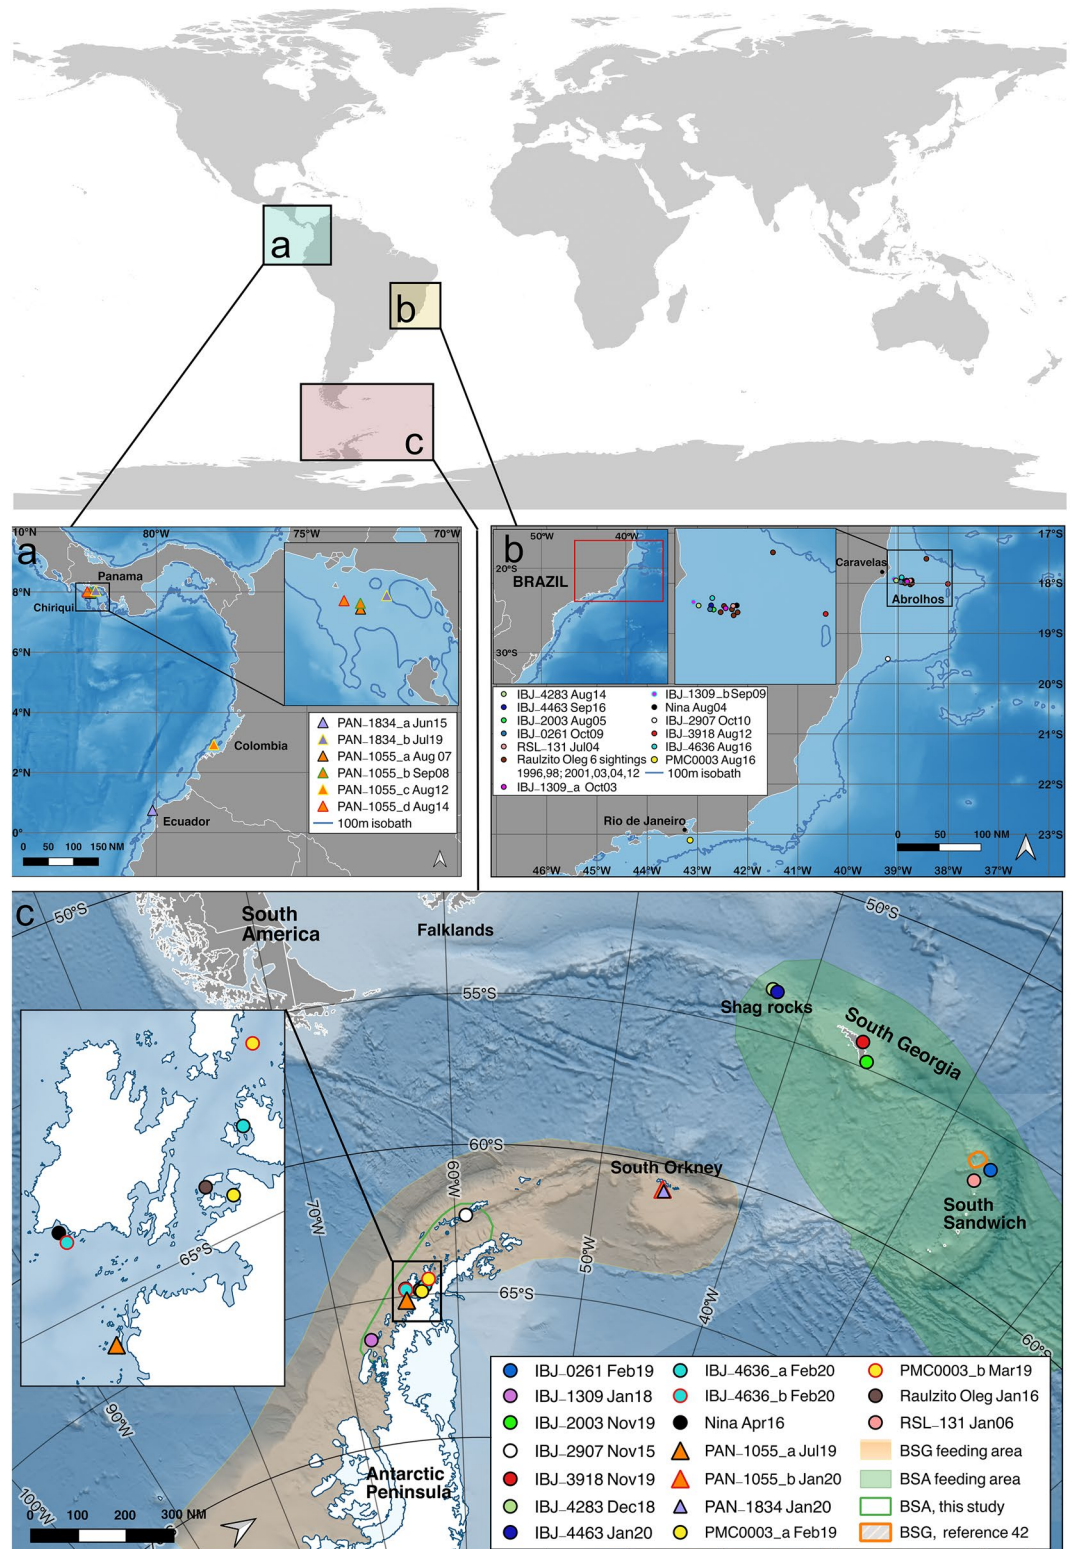 a
b
c
a
10°N
80°W
75°W
70°W
Panama
8°N
Chiriqui
6°N
4°N
Colombia
2°N
Ecuador
0°
0 50 100 150 NM
PAN_1834_a Jun15
PAN_1834_b Jul19
PAN_1055_a Aug 07
PAN_1055_b Sep08
PAN_1055_c Aug12
PAN_1055_d Aug14
100m isobath
b
50°W
40°W
20°S
BRAZIL
30°S
Caravelas
Abrolhos
17°S
18°S
19°S
20°S
21°S
22°S
23°S
IBJ_4283 Aug14
IBJ_4463 Sep16
IBJ_2003 Aug05
IBJ_0261 Oct09
RSL_131 Jul04
Raulzito Oleg 6 sightings
1996,98; 2001,03,04,12
IBJ_1309_a Oct03
IBJ_1309_b Sep09
Nina Aug04
IBJ_2907 Oct10
IBJ_3918 Aug12
IBJ_4636 Aug16
PMC0003 Aug16
100m isobath
Rio de Janeiro
0 50 100 NM
46°W
44°W
42°W
41°W
40°W
39°W
38°W
37°W
c
50°S
South
America
Falklands
50°S
55°S
Shag rocks
South Georgia
60°S
60°W
South Orkney
South
Sandwich
70°W
65°S
65°S
50°W
40°W
60°S
90°W
100°W
Antarctic
Peninsula
0 100 200 300 NM
IBJ_0261 Feb19
IBJ_1309 Jan18
IBJ_2003 Nov19
IBJ_2907 Nov15
IBJ_3918 Nov19
IBJ_4283 Dec18
IBJ_4463 Jan20
IBJ_4636_a Feb20
IBJ_4636_b Feb20
Nina Apr16
PAN_1055_a Jul19
PAN_1055_b Jan20
PAN_1834 Jan20
PMC0003_a Feb19
PMC0003_b Mar19
Raulzito Oleg Jan16
RSL_131 Jan06
BSG feeding area
BSA feeding area
BSA, this study
BSG, reference 42